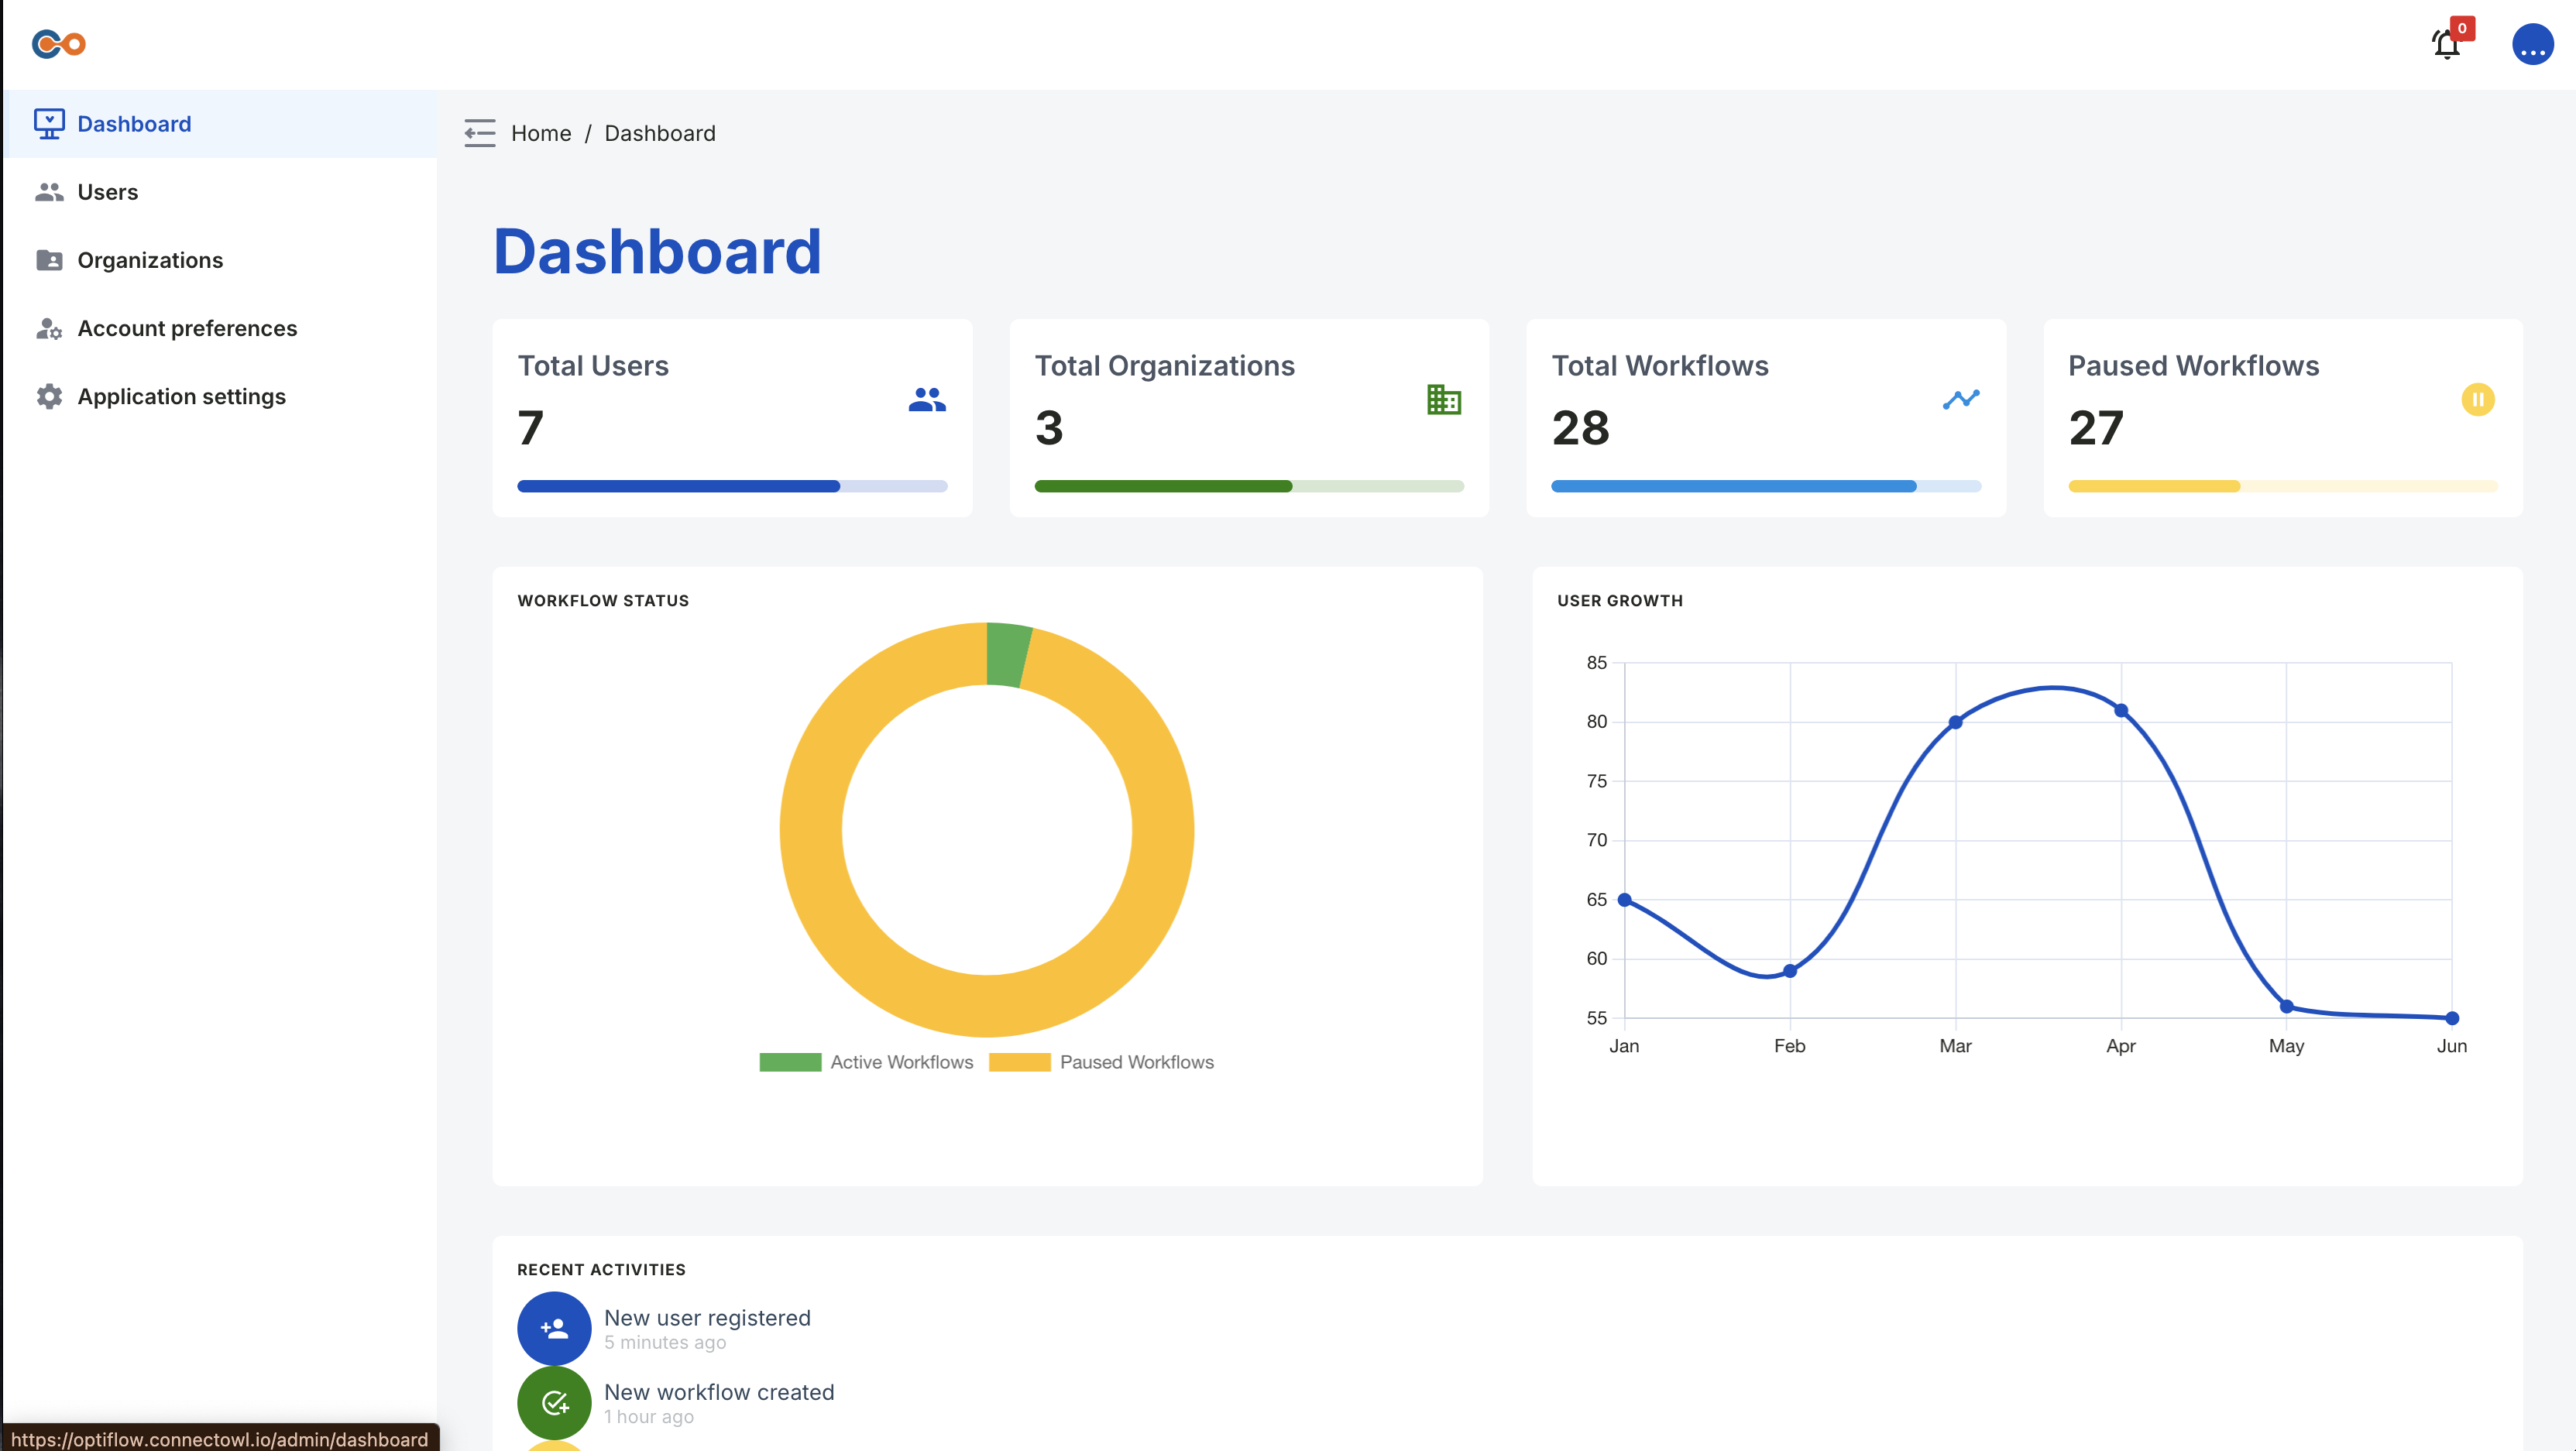 0
...
Dashboard
Users
Organizations
Account preferences
Application settings
Home / Dashboard
Dashboard
Total Users
7
Total Organizations
3
Total Workflows
28
Paused Workflows
27
WORKFLOW STATUS
Active Workflows Paused Workflows
USER GROWTH
85
80
75
70
65
60
55
Jan Feb Mar Apr May Jun
RECENT ACTIVITIES
New user registered
5 minutes ago
New workflow created
1 hour ago
https://optiflow.connectowl.io/admin/dashboard